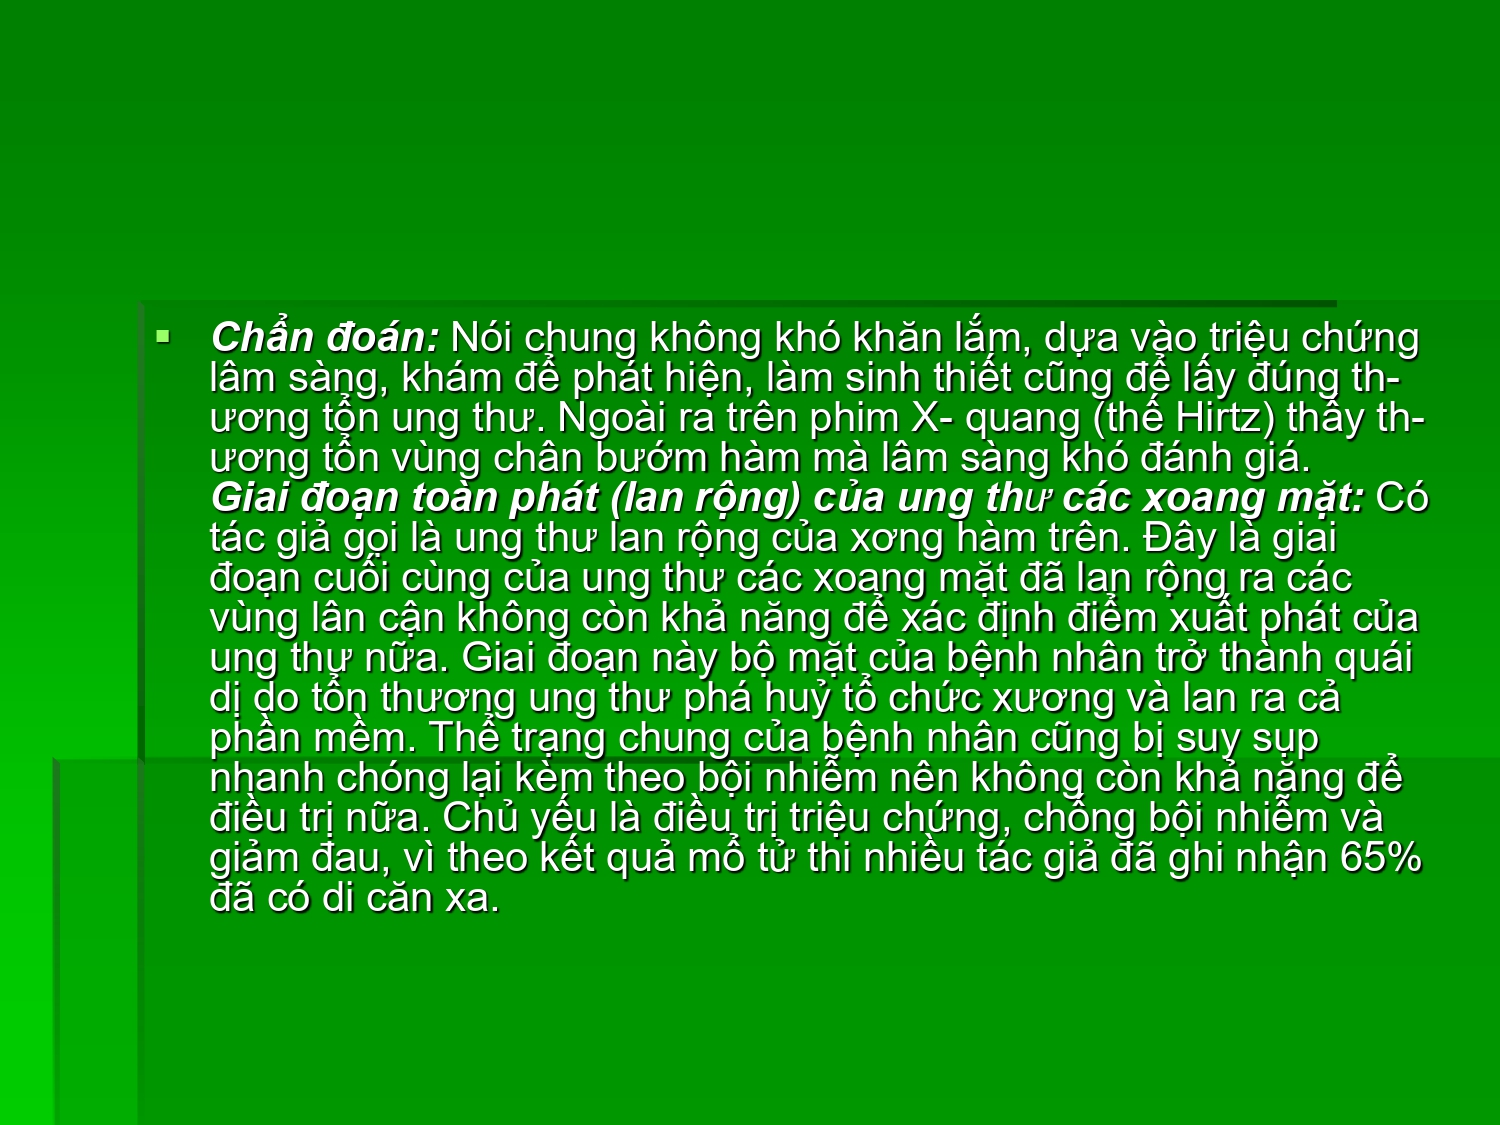 ▪ Chẩn đoán: Nói chung không khó khăn lắm, dựa vào triệu chứng
lâm sàng, khám để phát hiện, làm sinh thiết cũng để lấy đúng th-
ương tổn ung thư. Ngoài ra trên phim X- quang (thế Hirtz) thấy th-
ương tổn vùng chân bướm hàm mà lâm sàng khó đánh giá.
Giai đoạn toàn phát (lan rộng) của ung thư các xoang mặt: Có
tác giả gọi là ung thư lan rộng của xơng hàm trên. Đây là giai
đoạn cuối cùng của ung thư các xoang mặt đã lan rộng ra các
vùng lân cận không còn khả năng để xác định điểm xuất phát của
ung thư nữa. Giai đoạn này bộ mặt của bệnh nhân trở thành quái
dị do tổn thương ung thư phá huỷ tổ chức xương và lan ra cả
phần mềm. Thể trạng chung của bệnh nhân cũng bị suy sụp
nhanh chóng lại kèm theo bội nhiễm nên không còn khả năng để
điều trị nữa. Chủ yếu là điều trị triệu chứng, chống bội nhiễm và
giảm đau, vì theo kết quả mổ tử thi nhiều tác giả đã ghi nhận 65%
đã có di căn xa.